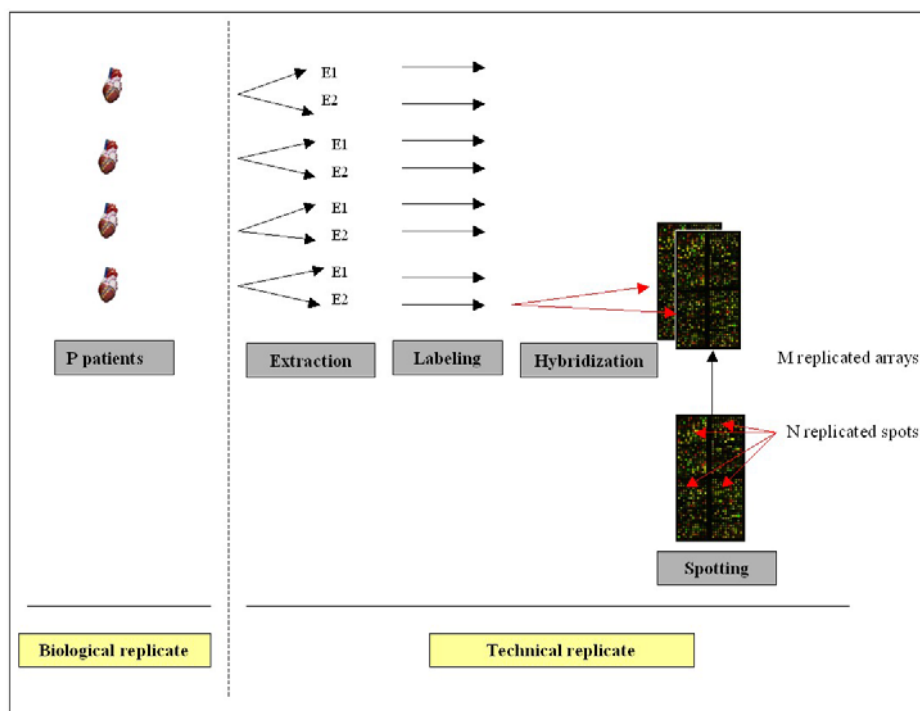 E1
E2
E1
E2
E1
E2
E1
E2
P patients
Extraction
Labeling
Hybridization
M replicated arrays
N replicated spots
Spotting
Biological replicate
Technical replicate